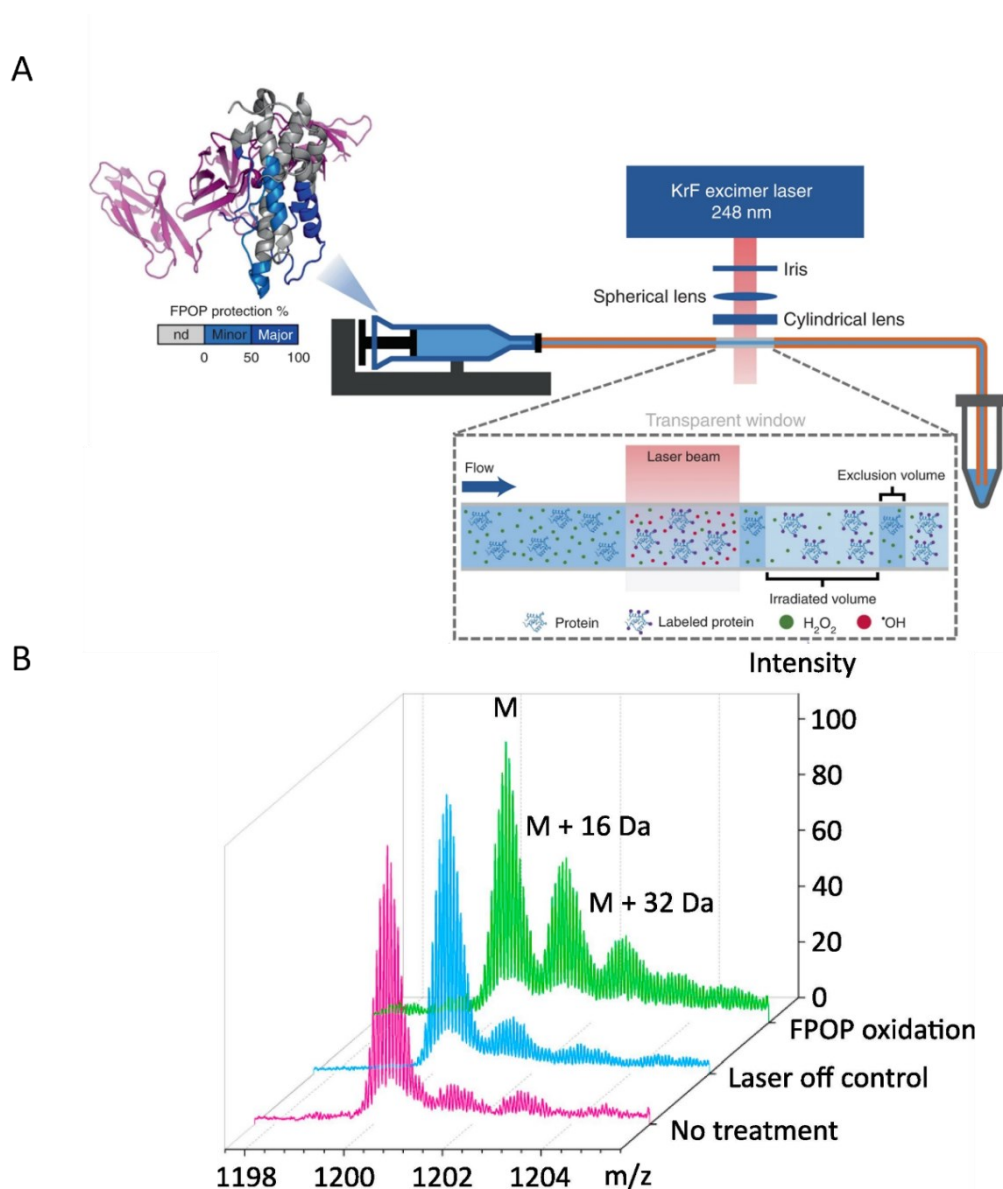 A
KrF excimer laser
248 nm
Iris
Spherical lens
Cylindrical lens
FPOP protection %
nd Minor Major
0 50 100
Transparent window
Laser beam
Flow
Exclusion volume
Irradiated volume
Protein Labeled protein H₂O₂ •OH
B
Intensity
M
M + 16 Da
M + 32 Da
100
80
60
40
20
0
FPOP oxidation
Laser off control
No treatment
1198 1200 1202 1204 m/z